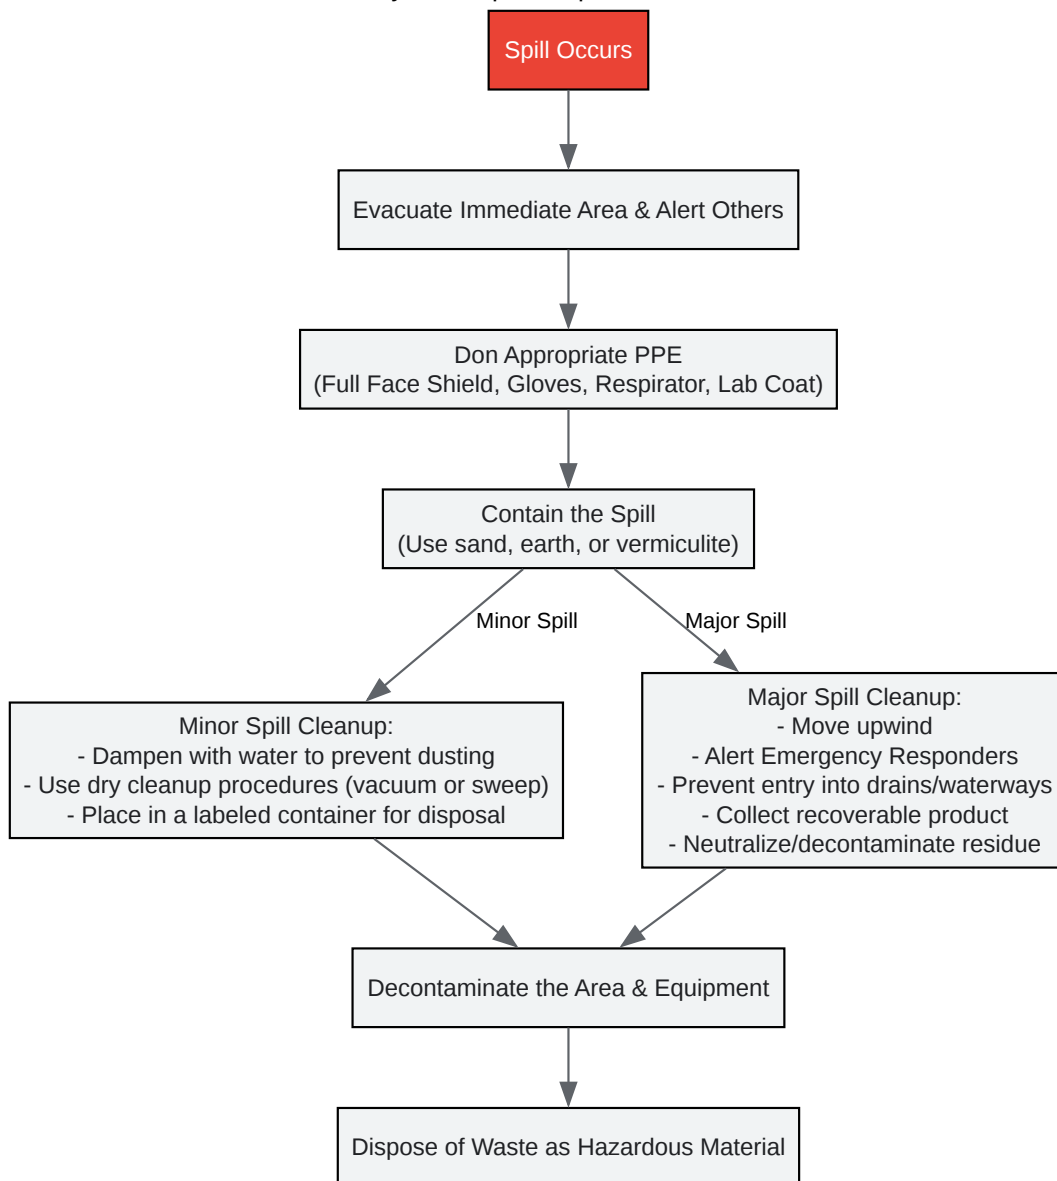 Spill Occurs
Evacuate Immediate Area & Alert Others
Don Appropriate PPE
(Full Face Shield, Gloves, Respirator, Lab Coat)
Contain the Spill
(Use sand, earth, or vermiculite)
Minor Spill
Major Spill
Minor Spill Cleanup:
- Dampen with water to prevent dusting
- Use dry cleanup procedures (vacuum or sweep)
- Place in a labeled container for disposal
Major Spill Cleanup:
- Move upwind
- Alert Emergency Responders
- Prevent entry into drains/waterways
- Collect recoverable product
- Neutralize/decontaminate residue
Decontaminate the Area & Equipment
Dispose of Waste as Hazardous Material